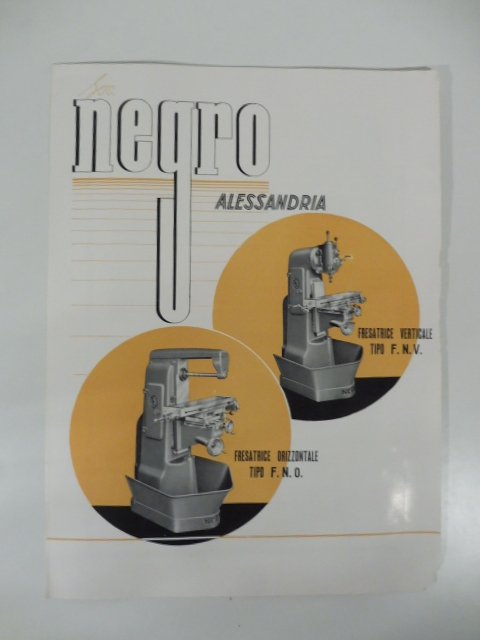 negro
ALESSANDRIA
FRESATRICE VERTICALE
TIPO F. N. V.
FRESATRICE ORIZZONTALE
TIPO F. N. O.